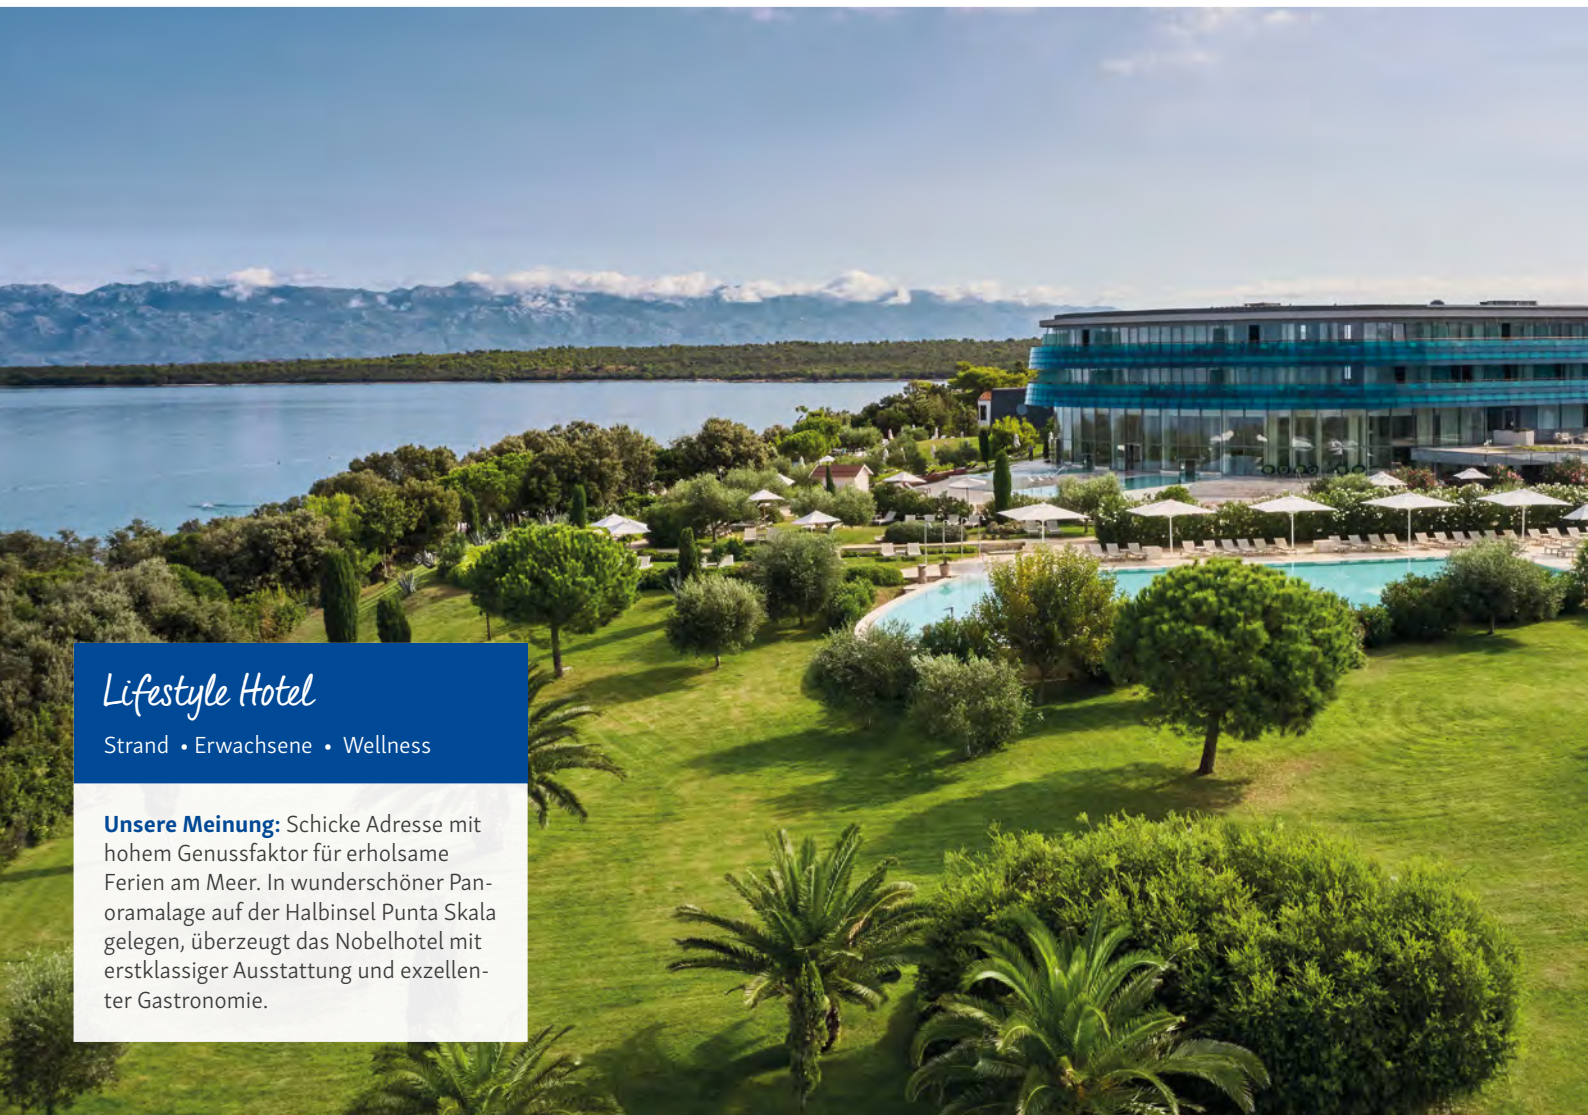 Lifestyle Hotel
Strand • Erwachsene • Wellness
Unsere Meinung: Schicke Adresse mit
hohem Genussfaktor für erholsame
Ferien am Meer. In wunderschöner Pan-
oramalage auf der Halbinsel Punta Skala
gelegen, überzeugt das Nobelhotel mit
erstklassiger Ausstattung und exzellen-
ter Gastronomie.